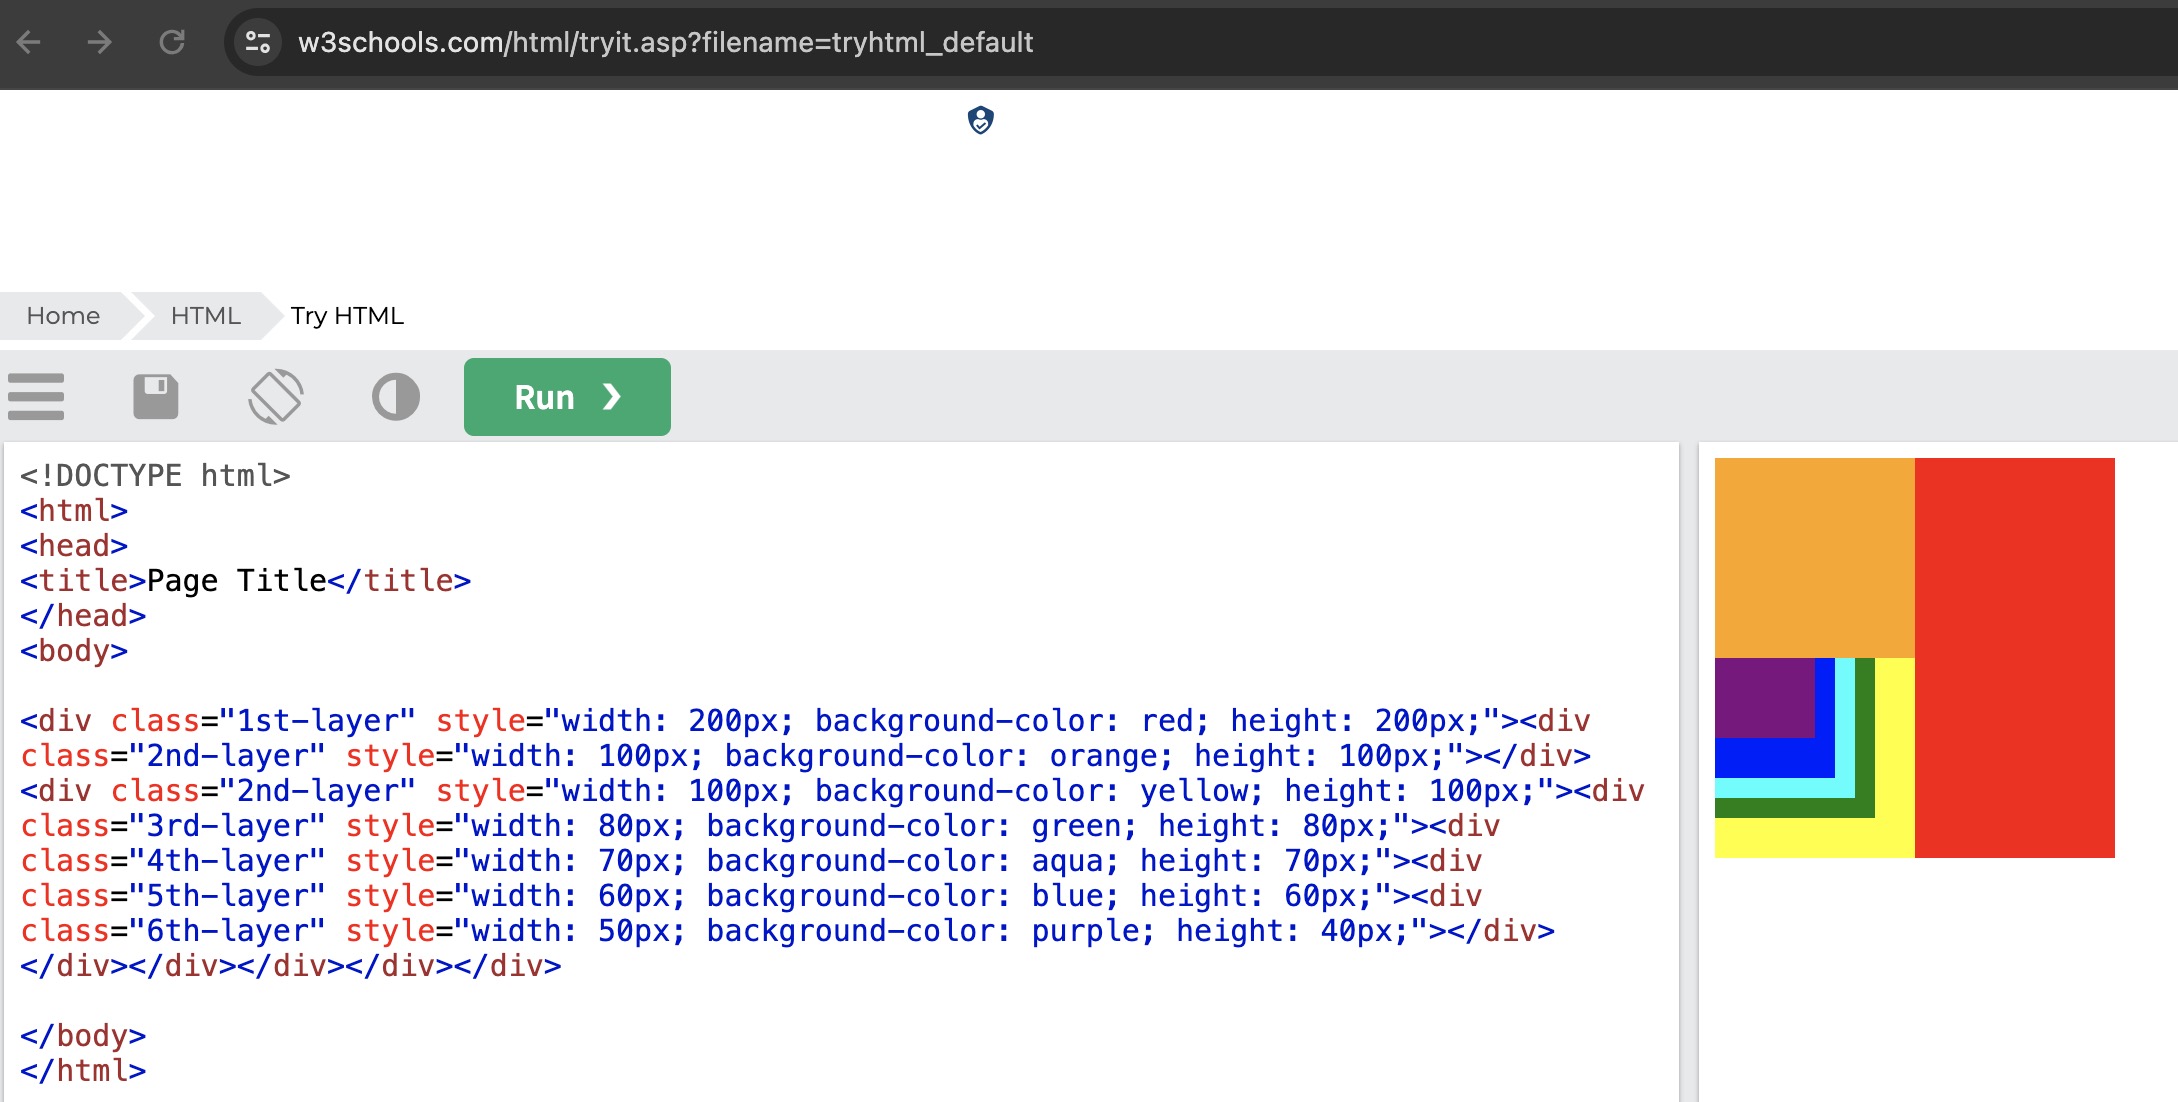 w3schools.com/html/tryit.asp?filename=tryhtml_default
Home HTML Try HTML
Run ❯
<!DOCTYPE html>
<html>
<head>
<title>Page Title</title>
</head>
<body>
<div class="1st-layer" style="width: 200px; background-color: red; height: 200px;"><div
class="2nd-layer" style="width: 100px; background-color: orange; height: 100px;"></div>
<div class="2nd-layer" style="width: 100px; background-color: yellow; height: 100px;"><div
class="3rd-layer" style="width: 80px; background-color: green; height: 80px;"><div
class="4th-layer" style="width: 70px; background-color: aqua; height: 70px;"><div
class="5th-layer" style="width: 60px; background-color: blue; height: 60px;"><div
class="6th-layer" style="width: 50px; background-color: purple; height: 40px;"></div>
</div></div></div></div></div>
</body>
</html>